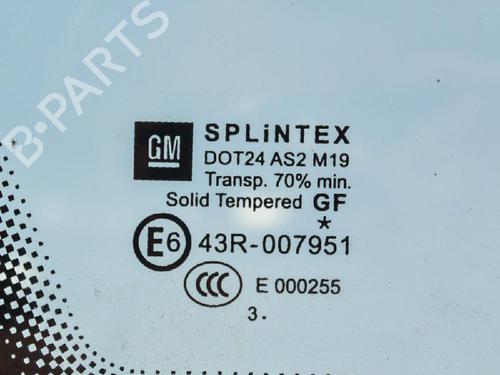 B-PARTS
GM
SPLiNTEX
DOT24 AS2 M19
Transp. 70% min.
Solid Tempered GF
*
E6 43R-007951
CCC E 000255
3.